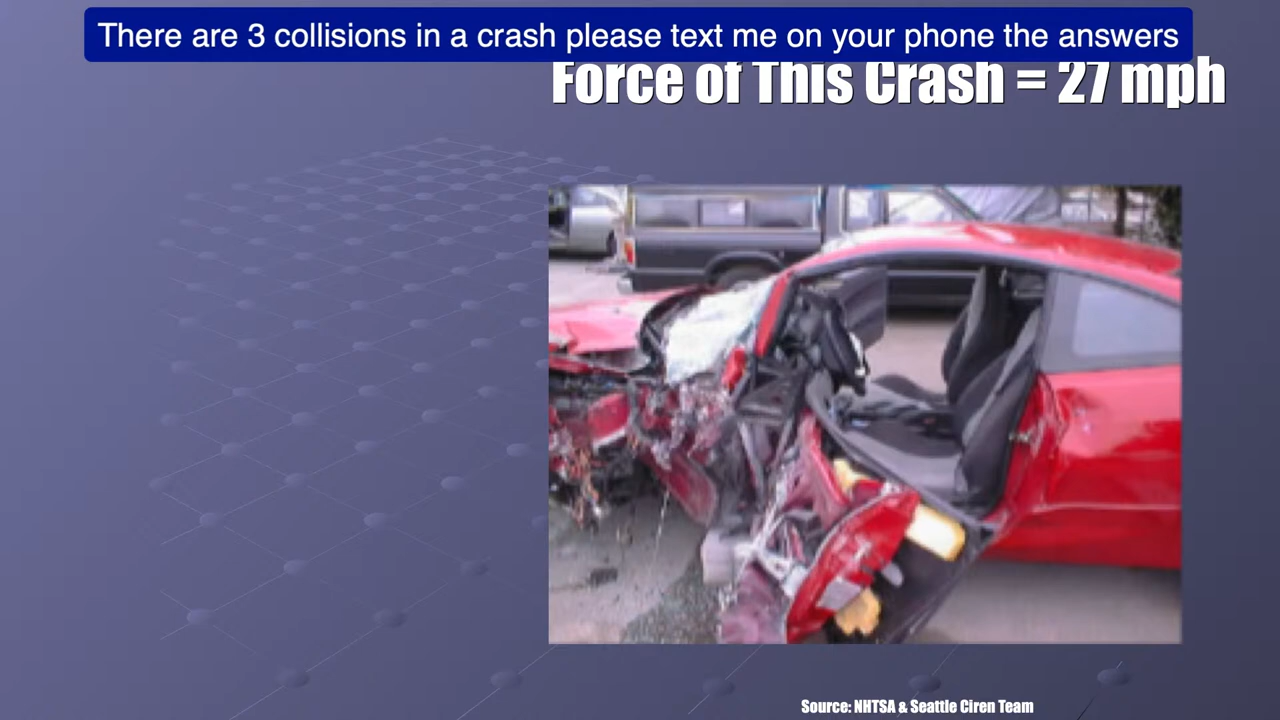 There are 3 collisions in a crash please text me on your phone the answers
Force of This Crash = 27 mph
Source: NHTSA & Seattle Ciren Team